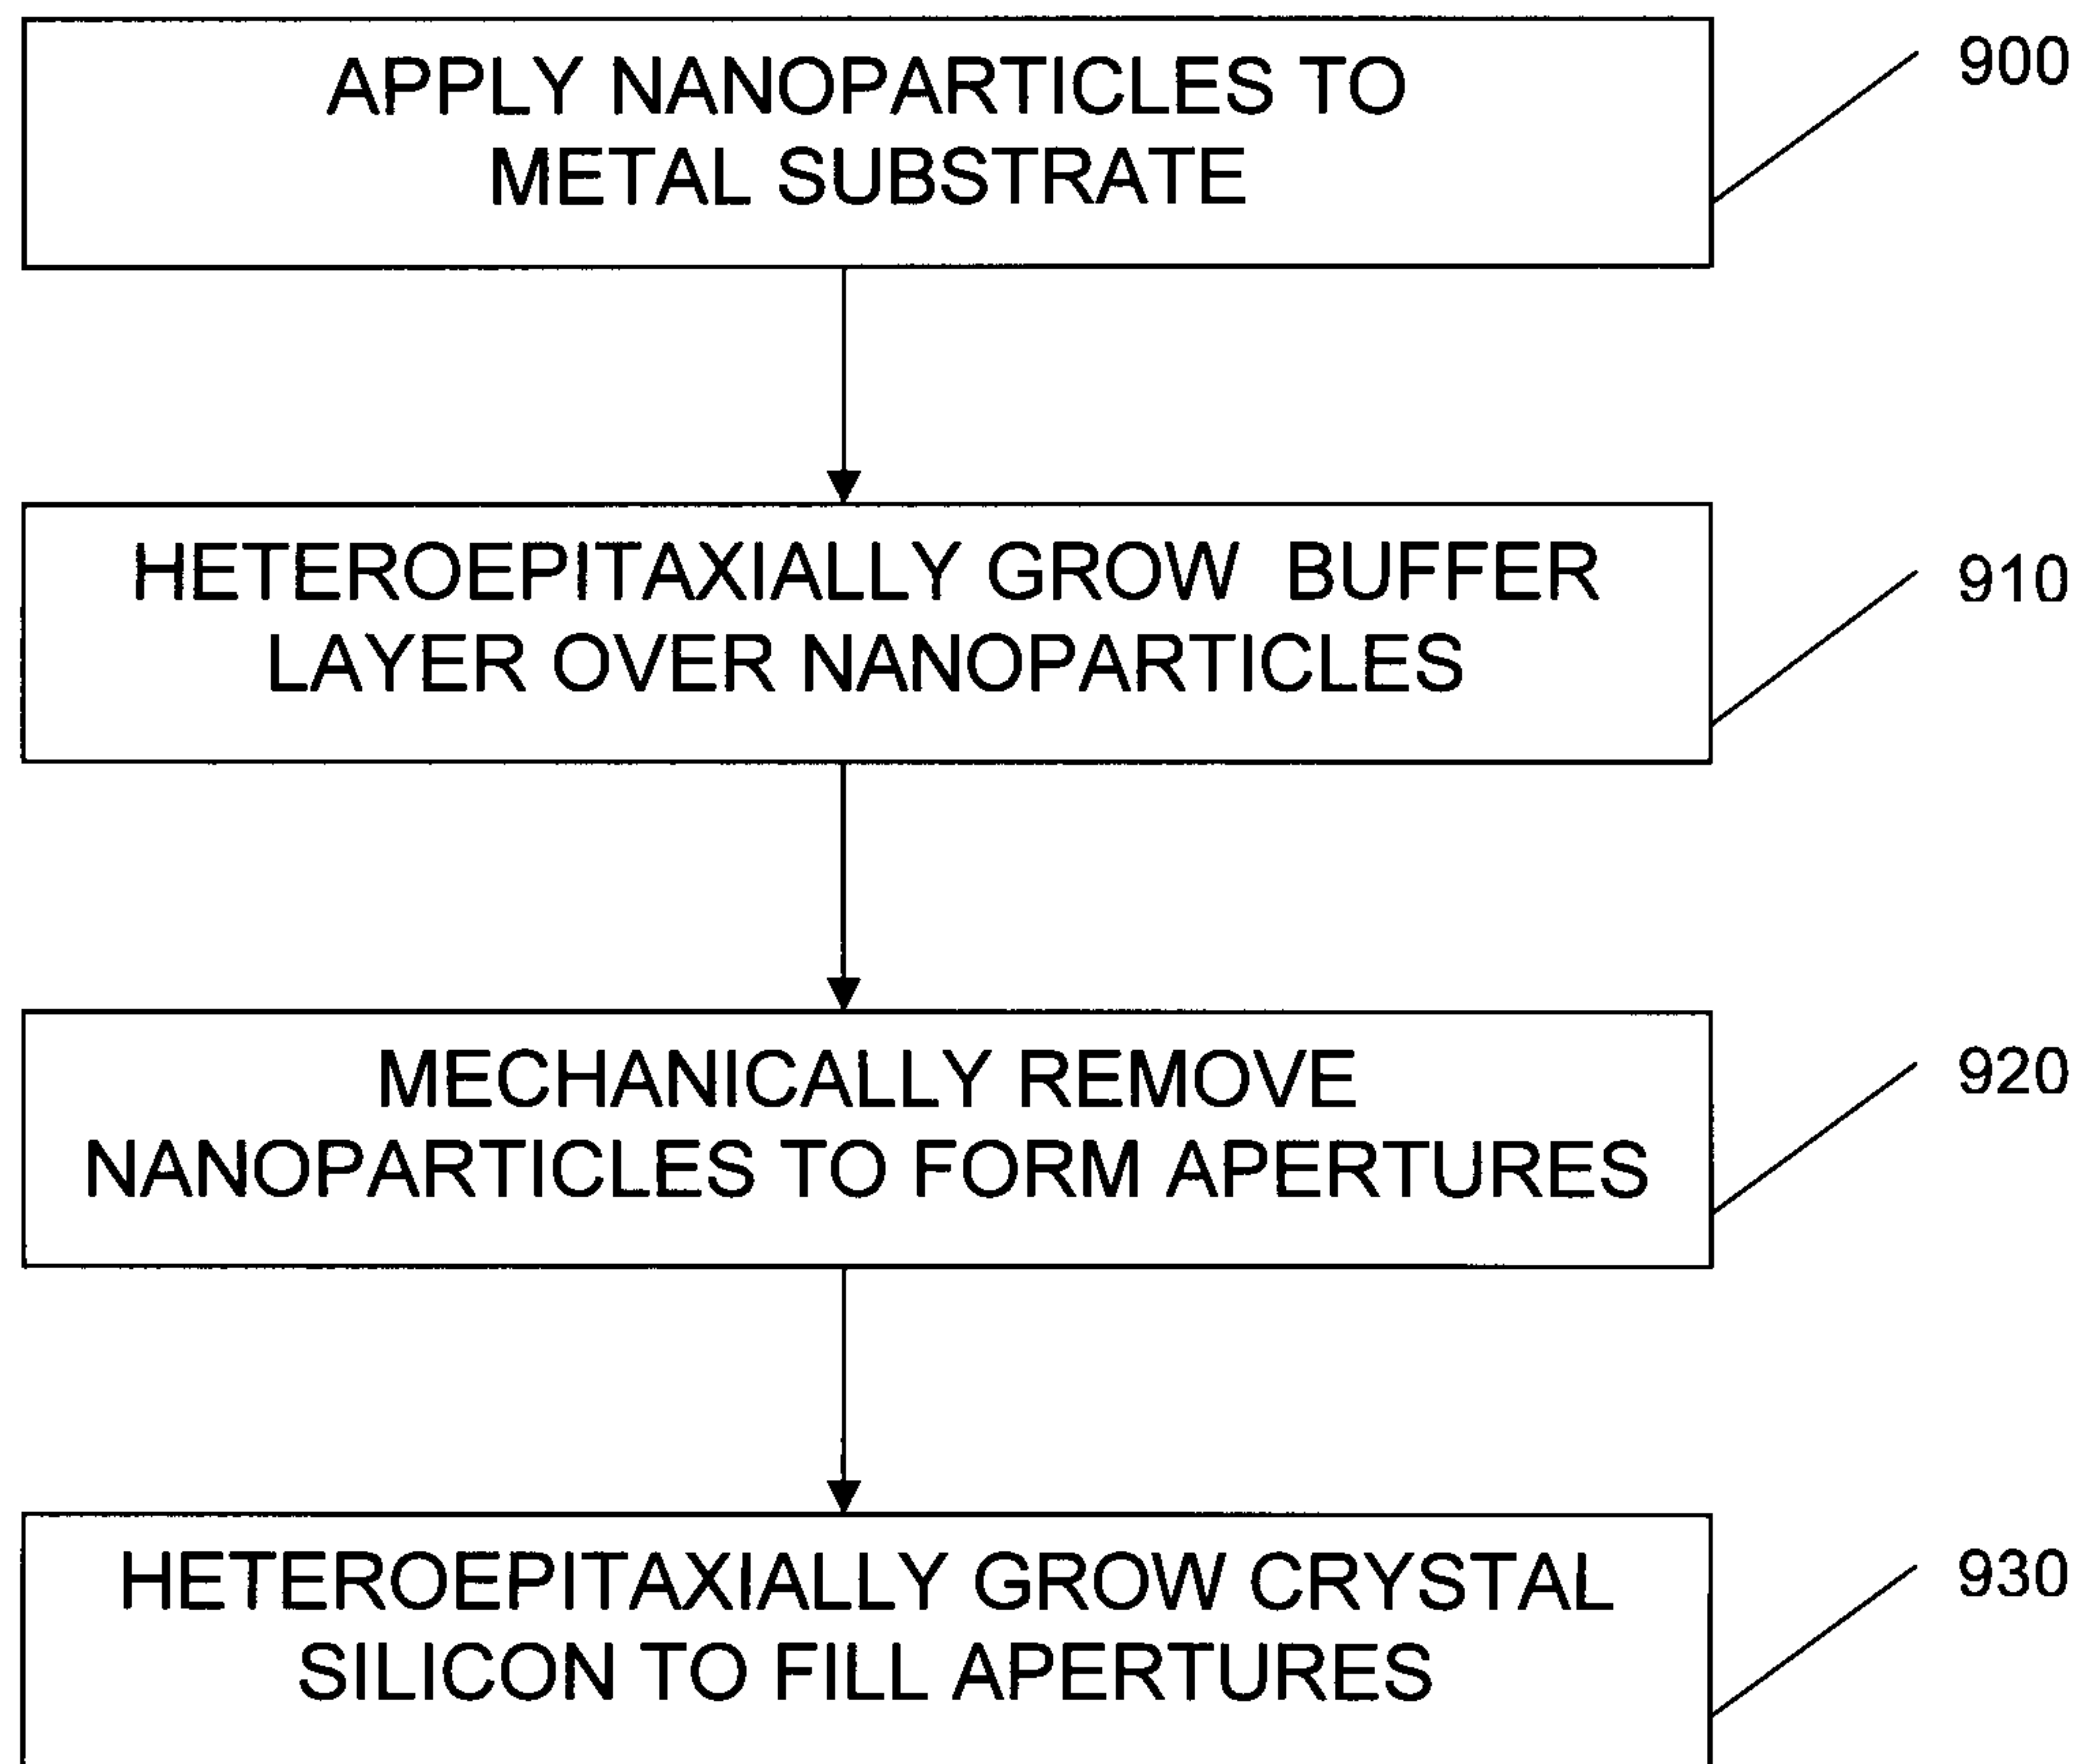 APPLY NANOPARTICLES TO
METAL SUBSTRATE
900
HETEROEPITAXIALLY GROW BUFFER
LAYER OVER NANOPARTICLES
910
MECHANICALLY REMOVE
NANOPARTICLES TO FORM APERTURES
920
HETEROEPITAXIALLY GROW CRYSTAL
SILICON TO FILL APERTURES
930